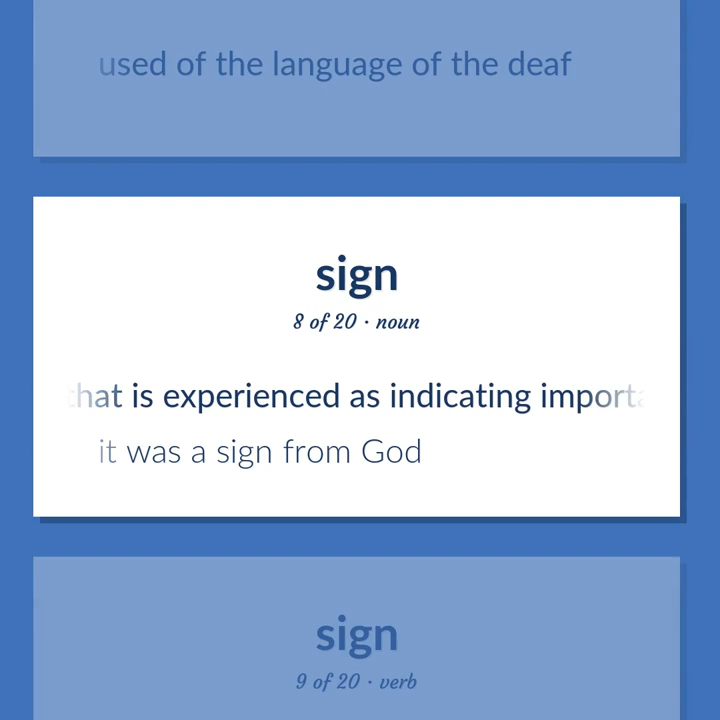 used of the language of the deaf
sign
8 of 20 · noun
that is experienced as indicating import
it was a sign from God
sign
9 of 20 · verb